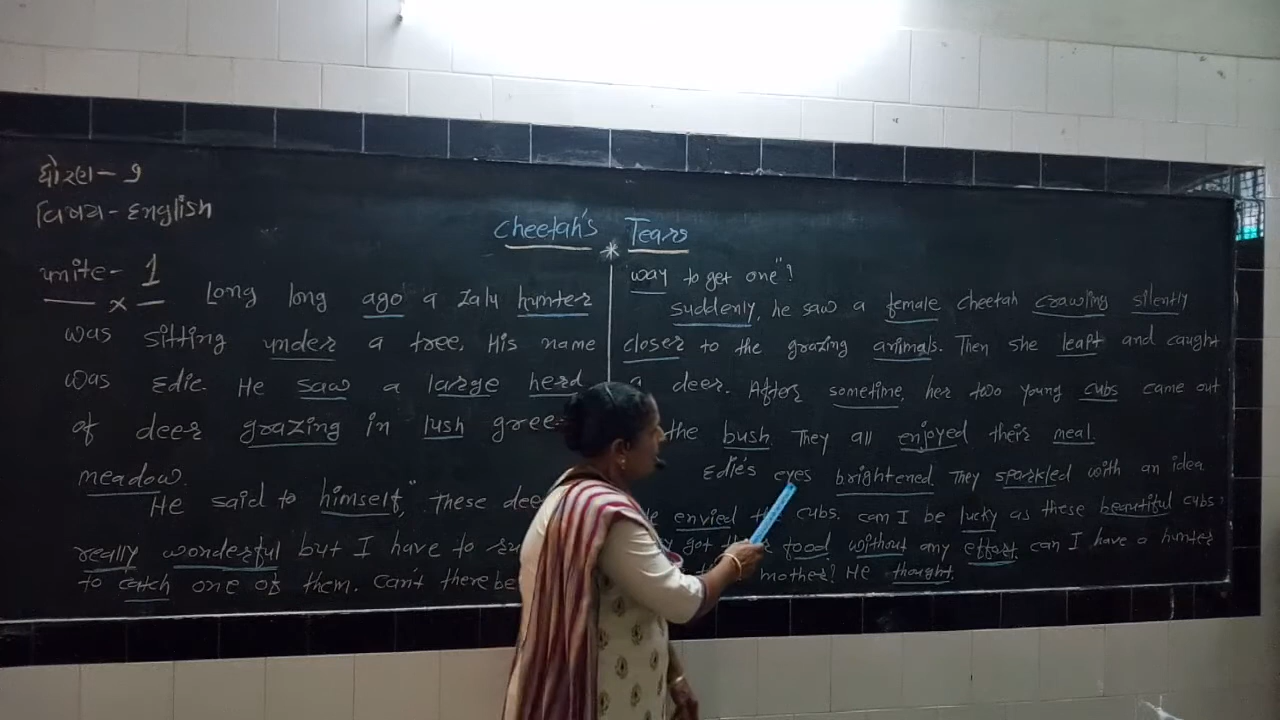 ધોરણ - ૭
વિષય - English
Cheetah's Tears
unite - 1
Long long ago a Zalu hunter
was sitting under a tree. His name
was Edie. He saw a large herd
of deer grazing in lush gree
meadow.
He said to himself, "These dee
really wonderful but I have to ru
to catch one of them. Can't there be
way to get one"?
suddenly, he saw a female cheetah crawling silently
closer to the grazing animals. Then she leapt and caught
a deer. After sometime, her two young cubs came out
the bush. They all enjoyed their meal.
Edie's eyes brightened They sparkled with an idea.
He envied the cubs. can I be lucky as these beautiful cubs?
got their food without any effort can I have a hunter
mother? He thought.